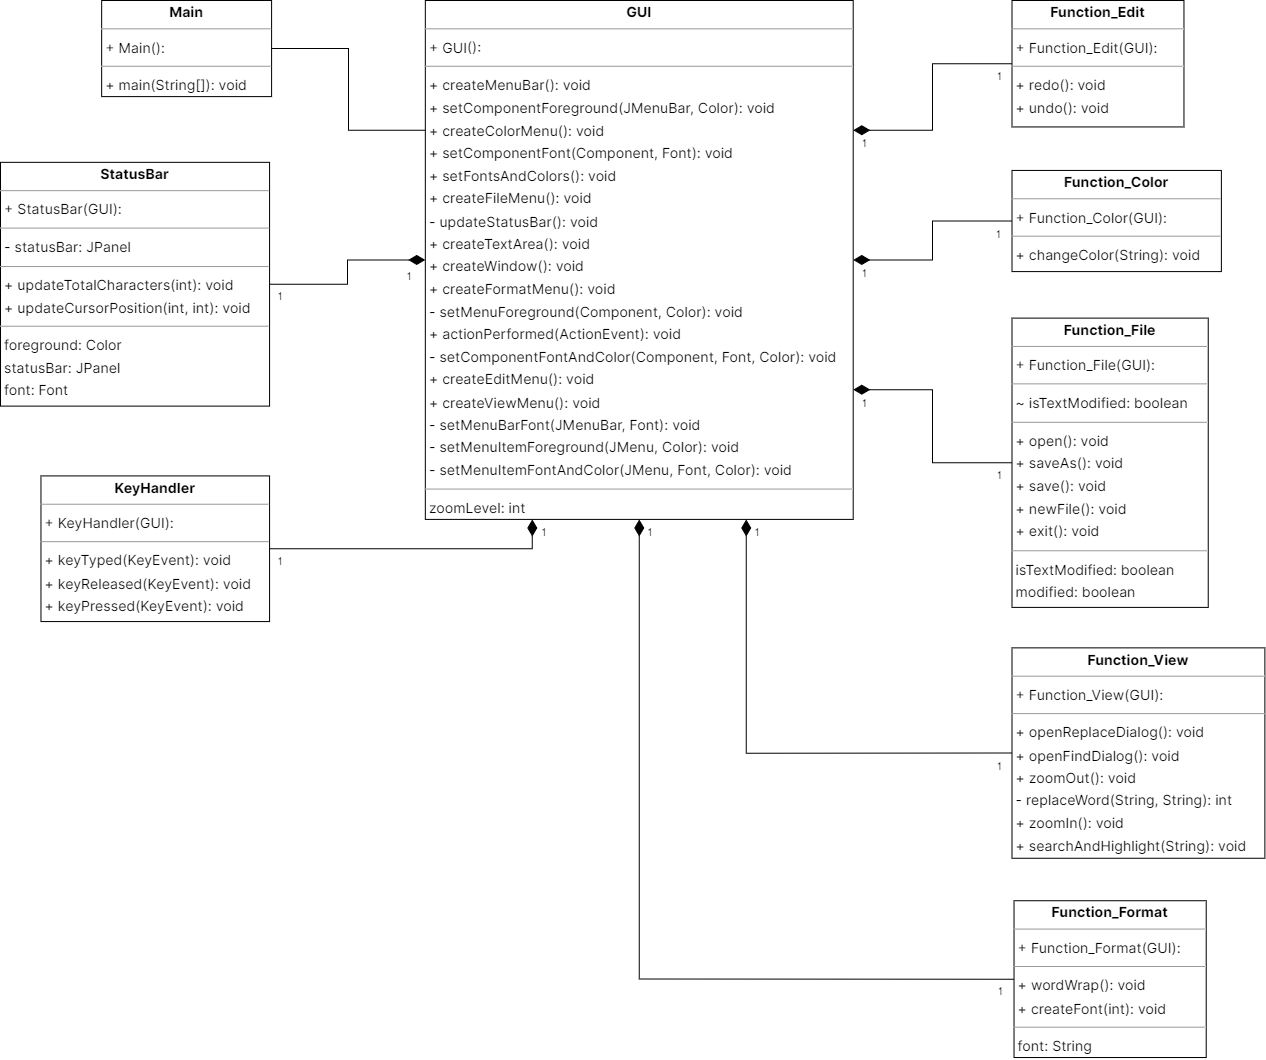 Main
+ Main():
+ main(String[]): void
GUI
+ GUI():
+ createMenuBar(): void
+ setComponentForeground(JMenuBar, Color): void
+ createColorMenu(): void
+ setComponentFont(Component, Font): void
+ setFontsAndColors(): void
+ createFileMenu(): void
- updateStatusBar(): void
+ createTextArea(): void
+ createWindow(): void
+ createFormatMenu(): void
- setMenuForeground(Component, Color): void
+ actionPerformed(ActionEvent): void
- setComponentFontAndColor(Component, Font, Color): void
+ createEditMenu(): void
+ createViewMenu(): void
- setMenuBarFont(JMenuBar, Font): void
- setMenuItemForeground(JMenu, Color): void
- setMenuItemFontAndColor(JMenu, Font, Color): void
zoomLevel: int
Function_Edit
+ Function_Edit(GUI):
+ redo(): void
+ undo(): void
1
1
StatusBar
+ StatusBar(GUI):
- statusBar: JPanel
+ updateTotalCharacters(int): void
+ updateCursorPosition(int, int): void
foreground: Color
statusBar: JPanel
font: Font
1
1
Function_Color
+ Function_Color(GUI):
+ changeColor(String): void
1
1
Function_File
+ Function_File(GUI):
~ isTextModified: boolean
+ open(): void
+ saveAs(): void
+ save(): void
+ newFile(): void
+ exit(): void
isTextModified: boolean
modified: boolean
1
1
KeyHandler
+ KeyHandler(GUI):
+ keyTyped(KeyEvent): void
+ keyReleased(KeyEvent): void
+ keyPressed(KeyEvent): void
1
1
1
1
Function_View
+ Function_View(GUI):
+ openReplaceDialog(): void
+ openFindDialog(): void
+ zoomOut(): void
- replaceWord(String, String): int
+ zoomIn(): void
+ searchAndHighlight(String): void
1
Function_Format
+ Function_Format(GUI):
+ wordWrap(): void
+ createFont(int): void
font: String
1